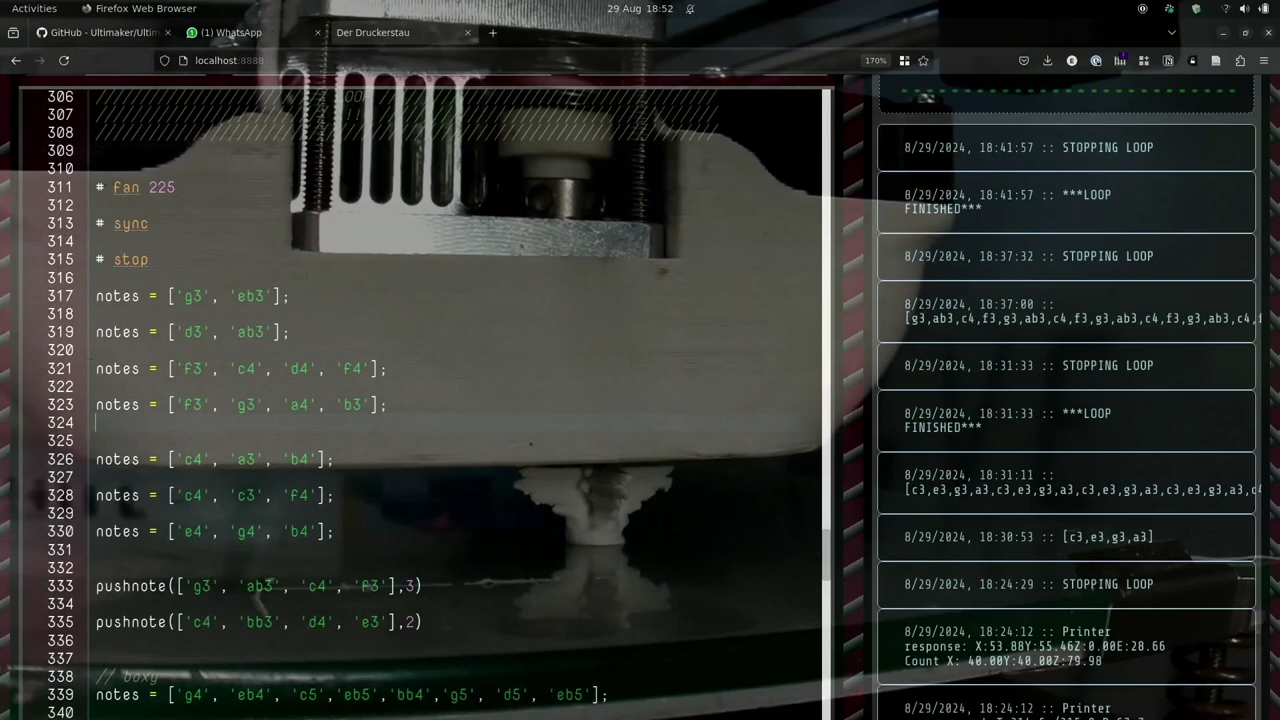 Activities
Firefox Web Browser
29 Aug 18:52
GitHub - Ultimaker/Ultim
(1) WhatsApp
Der Druckerstau
localhost:8888
170%
306
307
308
309
310
311 # fan 225
312
313 # sync
314
315 # stop
316
317 notes = ['g3', 'eb3'];
318
319 notes = ['d3', 'ab3'];
320
321 notes = ['f3', 'c4', 'd4', 'f4'];
322
323 notes = ['f3', 'g3', 'a4', 'b3'];
324
325
326 notes = ['c4', 'a3', 'b4'];
327
328 notes = ['c4', 'c3', 'f4'];
329
330 notes = ['e4', 'g4', 'b4'];
331
332
333 pushnote(['g3', 'ab3', 'c4', 'f3'],3)
334
335 pushnote(['c4', 'bb3', 'd4', 'e3'],2)
336
337
338 // boxy
339 notes = ['g4', 'eb4', 'c5','eb5','bb4','g5', 'd5', 'eb5'];
340
8/29/2024, 18:41:57 :: STOPPING LOOP
8/29/2024, 18:41:57 :: ***LOOP
FINISHED***
8/29/2024, 18:37:32 :: STOPPING LOOP
8/29/2024, 18:37:00 ::
[g3,ab3,c4,f3,g3,ab3,c4,f3,g3,ab3,c4,f3,g3,ab3,c4,f
8/29/2024, 18:31:33 :: STOPPING LOOP
8/29/2024, 18:31:33 :: ***LOOP
FINISHED***
8/29/2024, 18:31:11 ::
[c3,e3,g3,a3,c3,e3,g3,a3,c3,e3,g3,a3,c3,e3,g3,a3,c
8/29/2024, 18:30:53 :: [c3,e3,g3,a3]
8/29/2024, 18:24:29 :: STOPPING LOOP
8/29/2024, 18:24:12 :: Printer
response: X:53.88Y:55.46Z:0.00E:28.66
Count X: 40.00Y:40.00Z:79.98
8/29/2024, 18:24:12 :: Printer